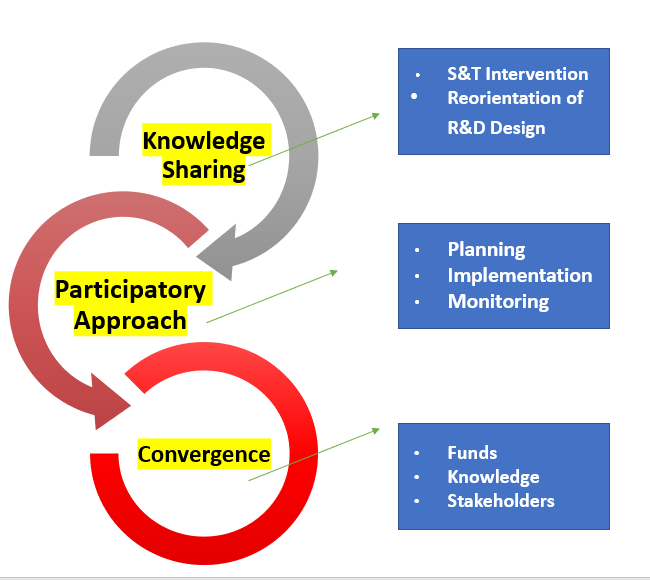 Knowledge
Sharing
• S&T Intervention
• Reorientation of
R&D Design
Participatory
Approach
• Planning
• Implementation
• Monitoring
Convergence
• Funds
• Knowledge
• Stakeholders